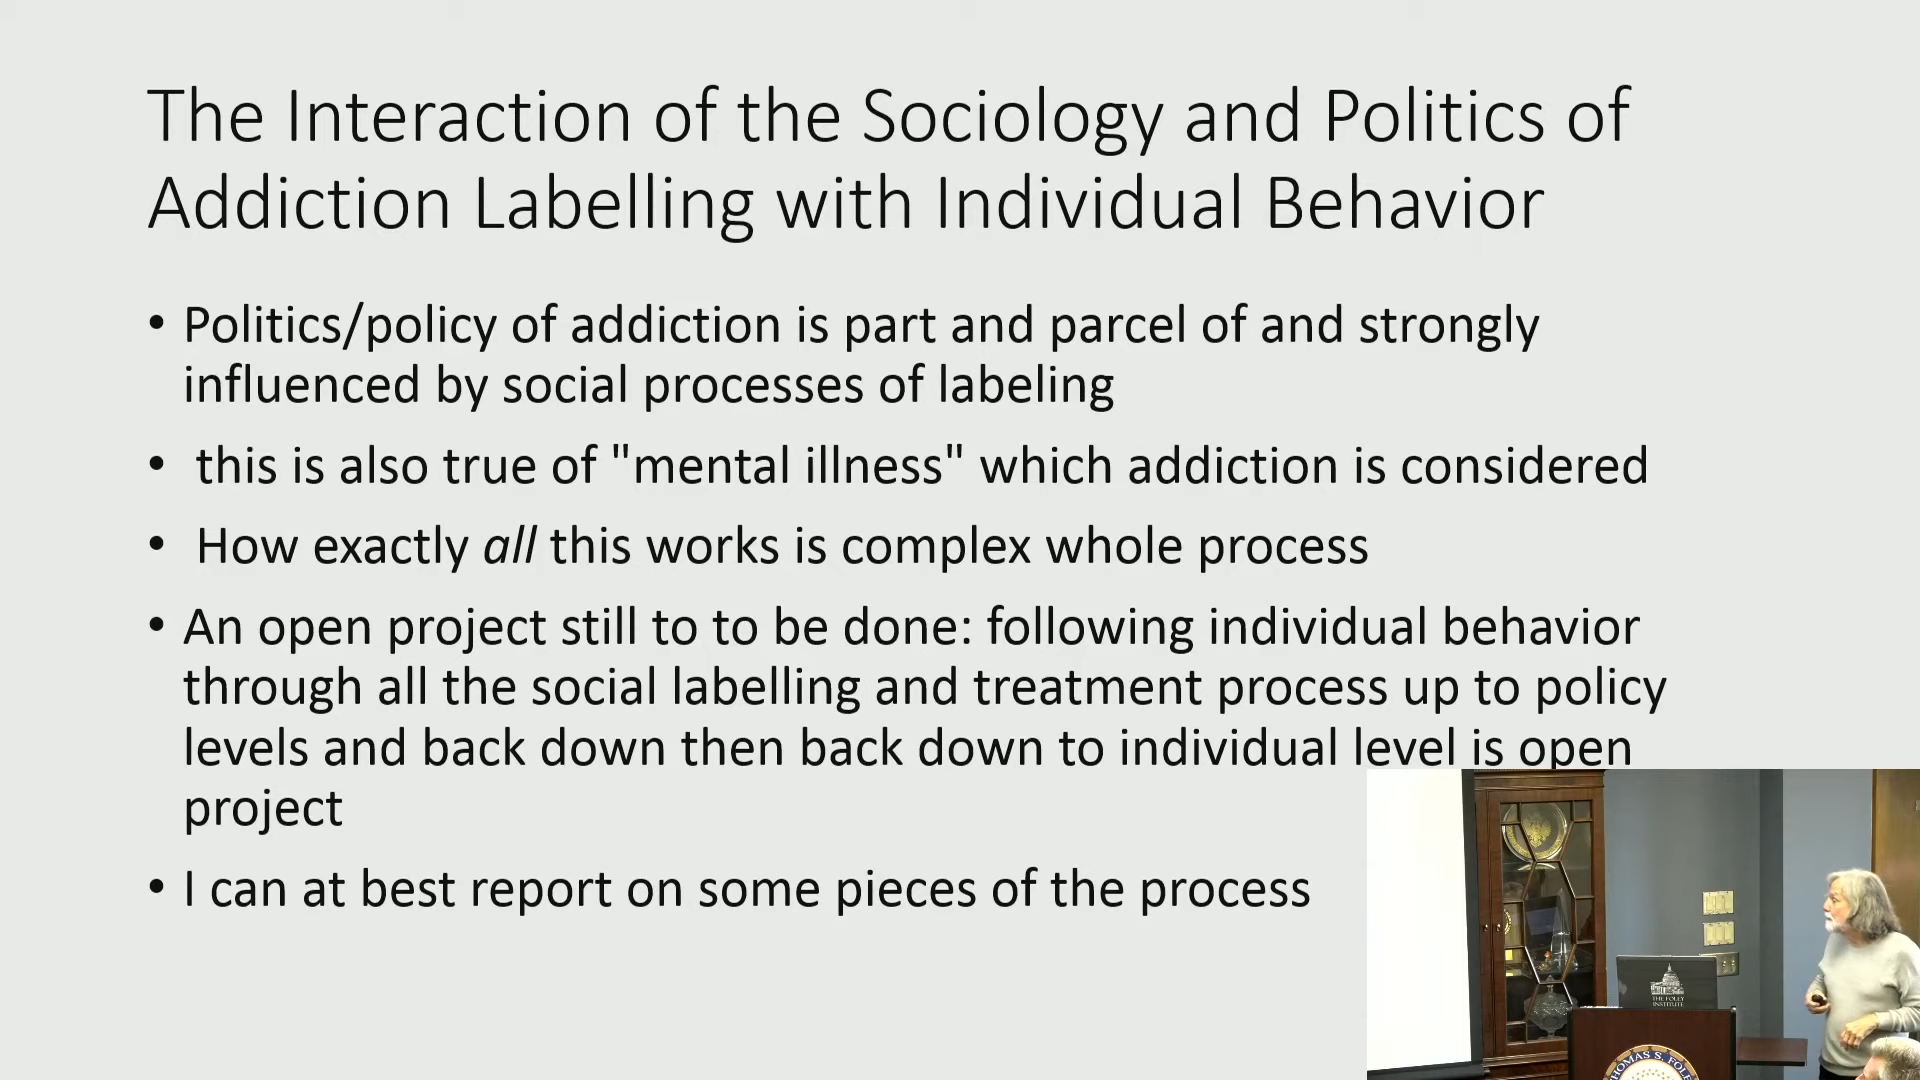 The Interaction of the Sociology and Politics of
Addiction Labelling with Individual Behavior
• Politics/policy of addiction is part and parcel of and strongly
influenced by social processes of labeling
• this is also true of "mental illness" which addiction is considered
• How exactly all this works is complex whole process
• An open project still to to be done: following individual behavior
through all the social labelling and treatment process up to policy
levels and back down then back down to individual level is open
project
• I can at best report on some pieces of the process
THE FOLEY
INSTITUTE
THOMAS S. FOLE